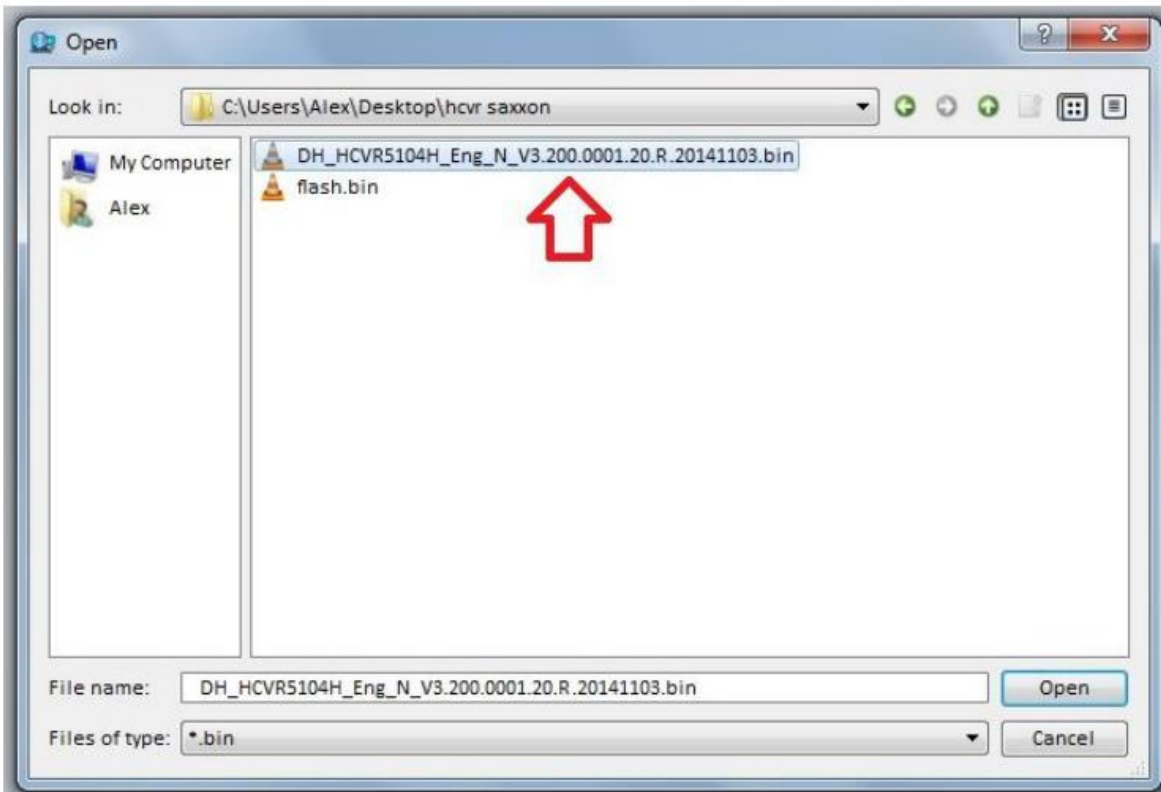 Open
Look in: C:\Users\Alex\Desktop\hcvr saxxon
My Computer
Alex
DH_HCVR5104H_Eng_N_V3.200.0001.20.R.20141103.bin
flash.bin
File name: DH_HCVR5104H_Eng_N_V3.200.0001.20.R.20141103.bin Open
Files of type: *.bin Cancel